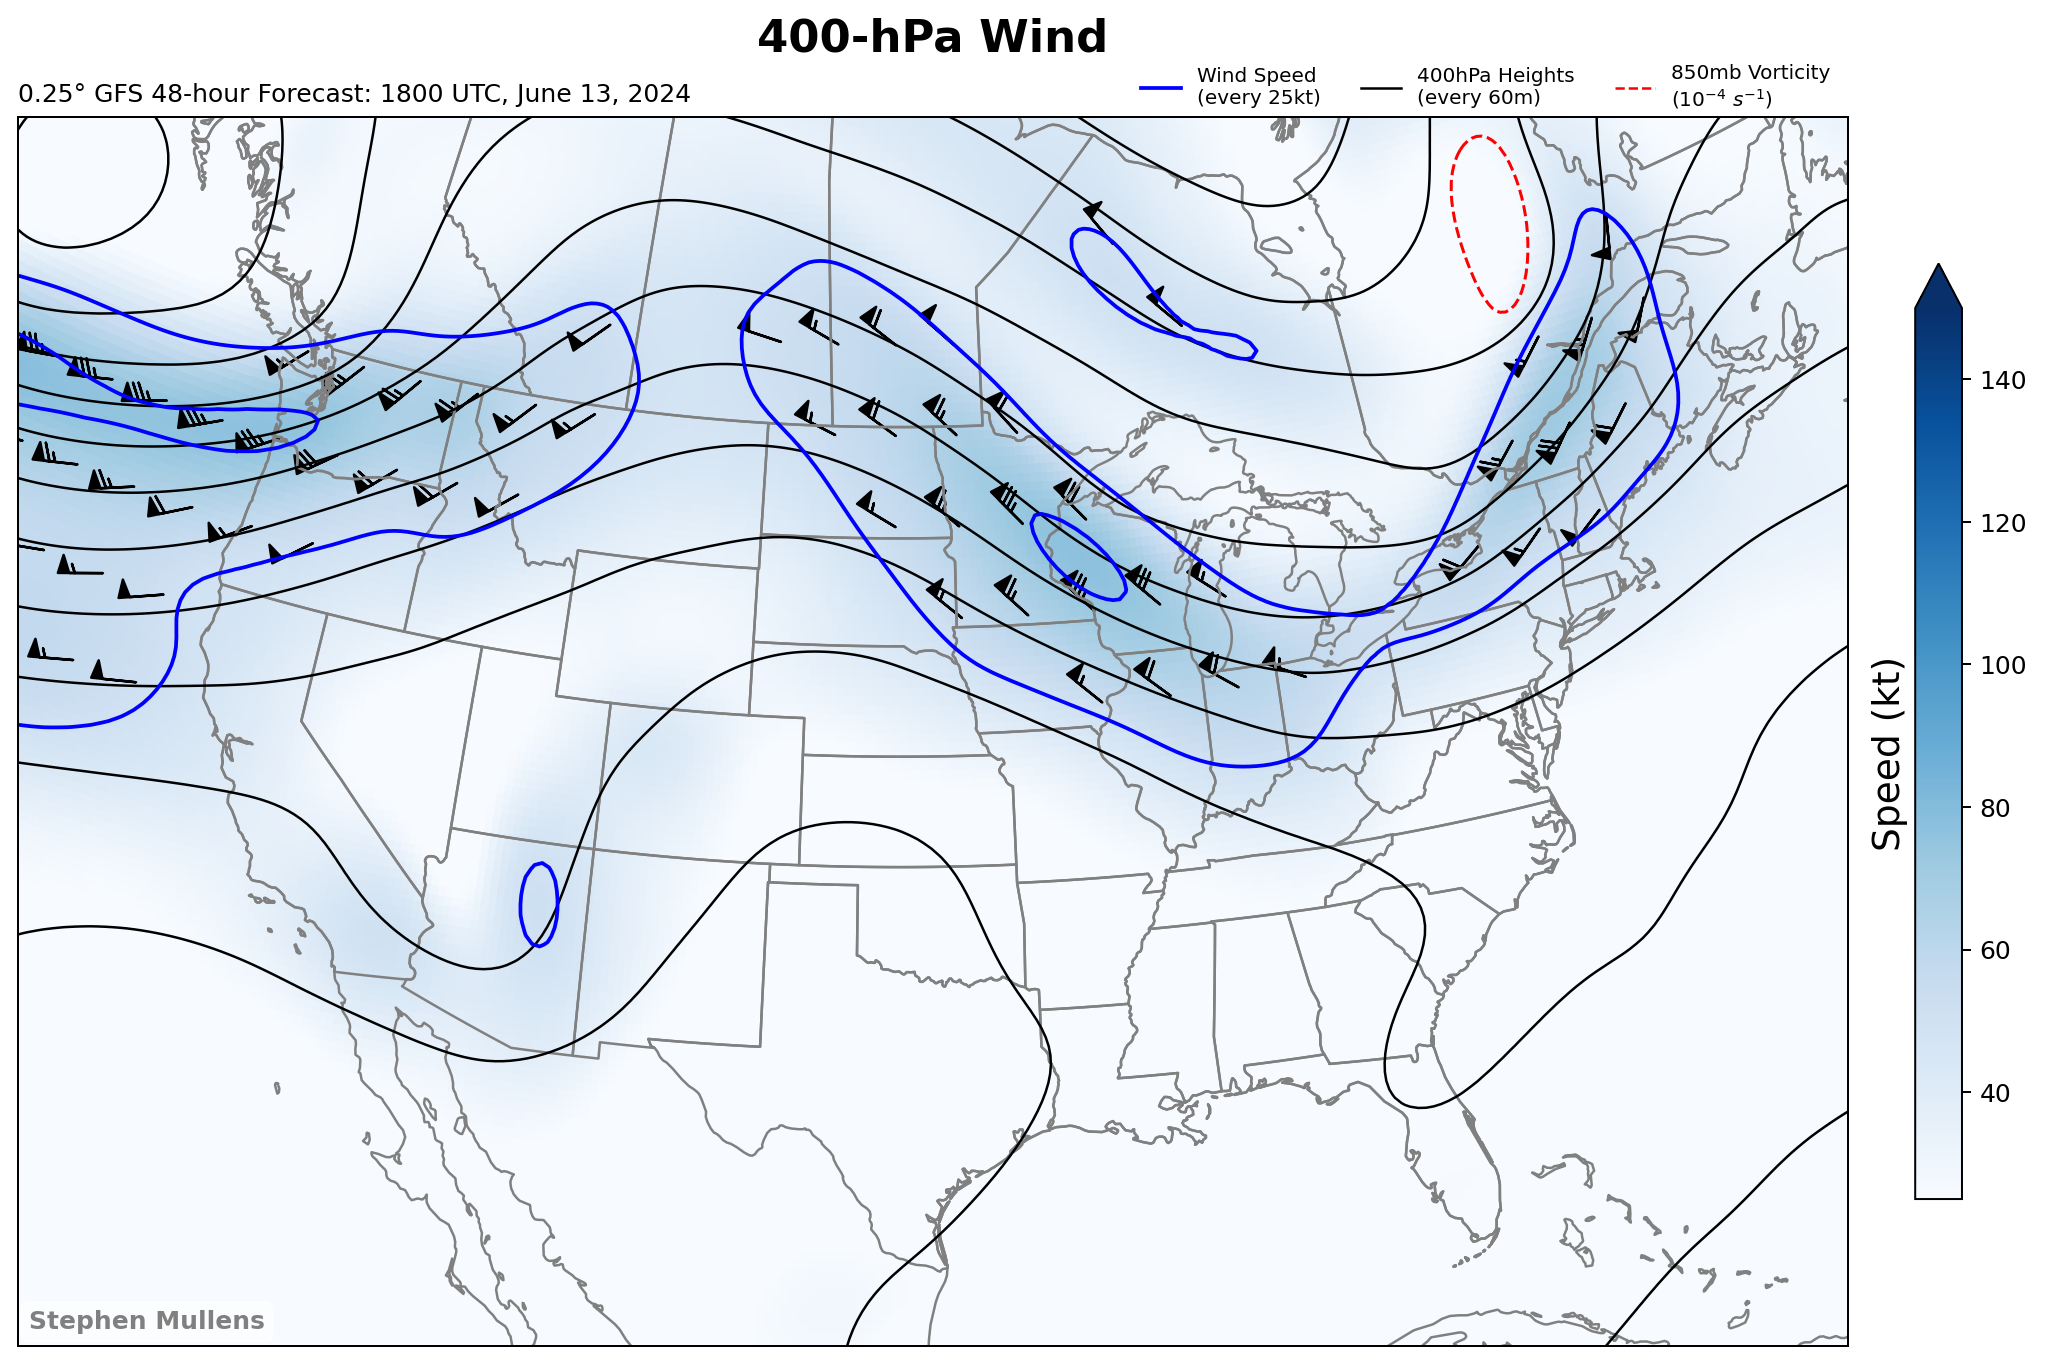 400-hPa Wind
0.25° GFS 48-hour Forecast: 1800 UTC, June 13, 2024
Wind Speed
(every 25kt)
400hPa Heights
(every 60m)
850mb Vorticity
(10⁻⁴ s⁻¹)
140
120
100
80
60
40
Speed (kt)
Stephen Mullens